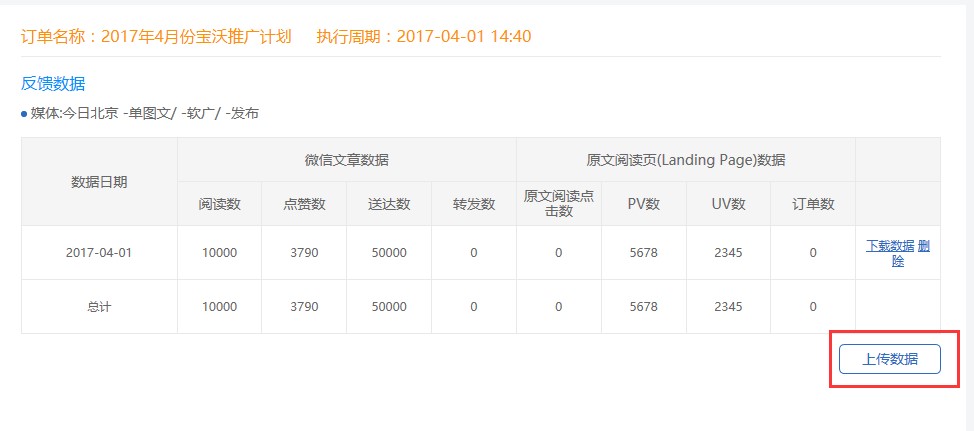 订单名称：2017年4月份宝沃推广计划 执行周期：2017-04-01 14:40
反馈数据
媒体:今日北京 -单图文/ -软广/ -发布
数据日期 微信文章数据 原文阅读页(Landing Page)数据
阅读数 点赞数 送达数 转发数 原文阅读点击数 PV数 UV数 订单数
2017-04-01 10000 3790 50000 0 0 5678 2345 0 下载数据 删除
总计 10000 3790 50000 0 0 5678 2345 0
上传数据